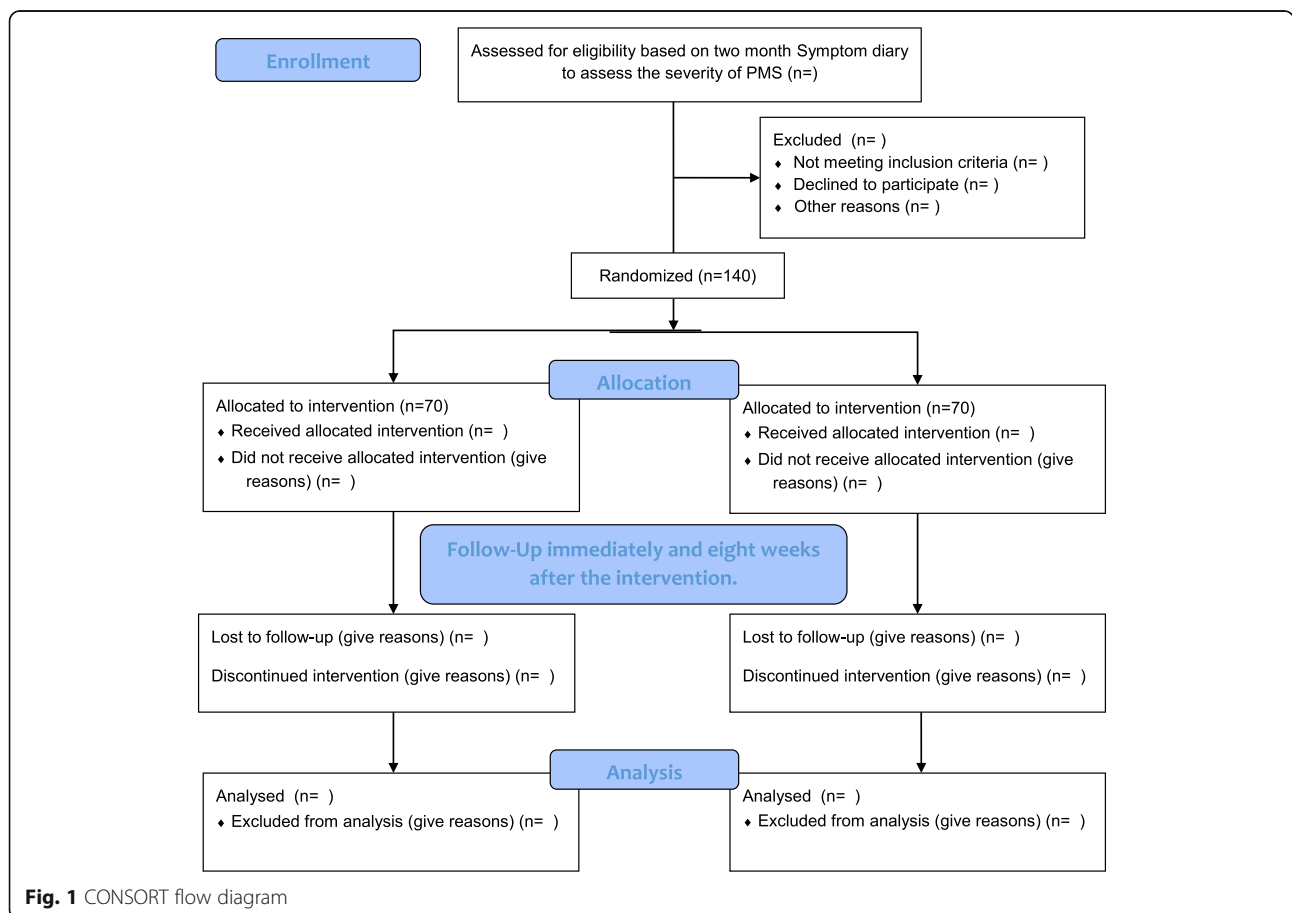 Enrollment
Assessed for eligibility based on two month Symptom diary
to assess the severity of PMS (n=)
Excluded (n= )
♦ Not meeting inclusion criteria (n= )
♦ Declined to participate (n= )
♦ Other reasons (n= )
Randomized (n=140)
Allocation
Allocated to intervention (n=70)
♦ Received allocated intervention (n= )
♦ Did not receive allocated intervention (give
reasons) (n= )
Allocated to intervention (n=70)
♦ Received allocated intervention (n= )
♦ Did not receive allocated intervention (give
reasons) (n= )
Follow-Up immediately and eight weeks
after the intervention.
Lost to follow-up (give reasons) (n= )
Discontinued intervention (give reasons) (n= )
Lost to follow-up (give reasons) (n= )
Discontinued intervention (give reasons) (n= )
Analysis
Analysed (n= )
♦ Excluded from analysis (give reasons) (n= )
Analysed (n= )
♦ Excluded from analysis (give reasons) (n= )
Fig. 1 CONSORT flow diagram